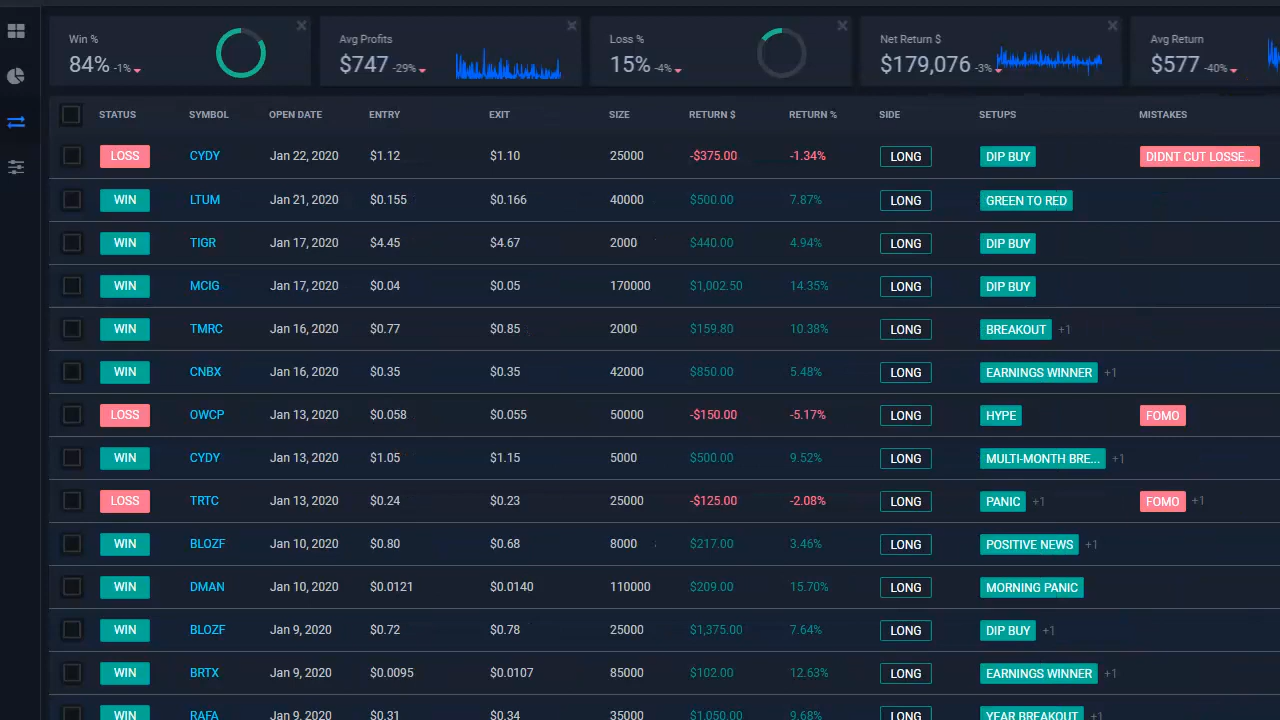 Win % Avg Profits Loss % Net Return $ Avg Return
84% -1% $747 -29% 15% -4% $179,076 -3% $577 -40%
STATUS SYMBOL OPEN DATE ENTRY EXIT SIZE RETURN $ RETURN % SIDE SETUPS MISTAKES
LOSS CYDY Jan 22, 2020 $1.12 $1.10 25000 -$375.00 -1.34% LONG DIP BUY DIDNT CUT LOSSE...
WIN LTUM Jan 21, 2020 $0.155 $0.166 40000 $500.00 7.87% LONG GREEN TO RED
WIN TIGR Jan 17, 2020 $4.45 $4.67 2000 $440.00 4.94% LONG DIP BUY
WIN MCIG Jan 17, 2020 $0.04 $0.05 170000 $1,002.50 14.35% LONG DIP BUY
WIN TMRC Jan 16, 2020 $0.77 $0.85 2000 $159.80 10.38% LONG BREAKOUT +1
WIN CNBX Jan 16, 2020 $0.35 $0.35 42000 $850.00 5.48% LONG EARNINGS WINNER +1
LOSS OWCP Jan 13, 2020 $0.058 $0.055 50000 -$150.00 -5.17% LONG HYPE FOMO
WIN CYDY Jan 13, 2020 $1.05 $1.15 5000 $500.00 9.52% LONG MULTI-MONTH BRE... +1
LOSS TRTC Jan 13, 2020 $0.24 $0.23 25000 -$125.00 -2.08% LONG PANIC +1 FOMO +1
WIN BLOZF Jan 10, 2020 $0.80 $0.68 8000 $217.00 3.46% LONG POSITIVE NEWS +1
WIN DMAN Jan 10, 2020 $0.0121 $0.0140 110000 $209.00 15.70% LONG MORNING PANIC
WIN BLOZF Jan 9, 2020 $0.72 $0.78 25000 $1,375.00 7.64% LONG DIP BUY +1
WIN BRTX Jan 9, 2020 $0.0095 $0.0107 85000 $102.00 12.63% LONG EARNINGS WINNER +1
WIN RAFA Jan 9, 2020 $0.31 $0.34 35000 $1,050.00 9.68% LONG YEAR BREAKOUT +1